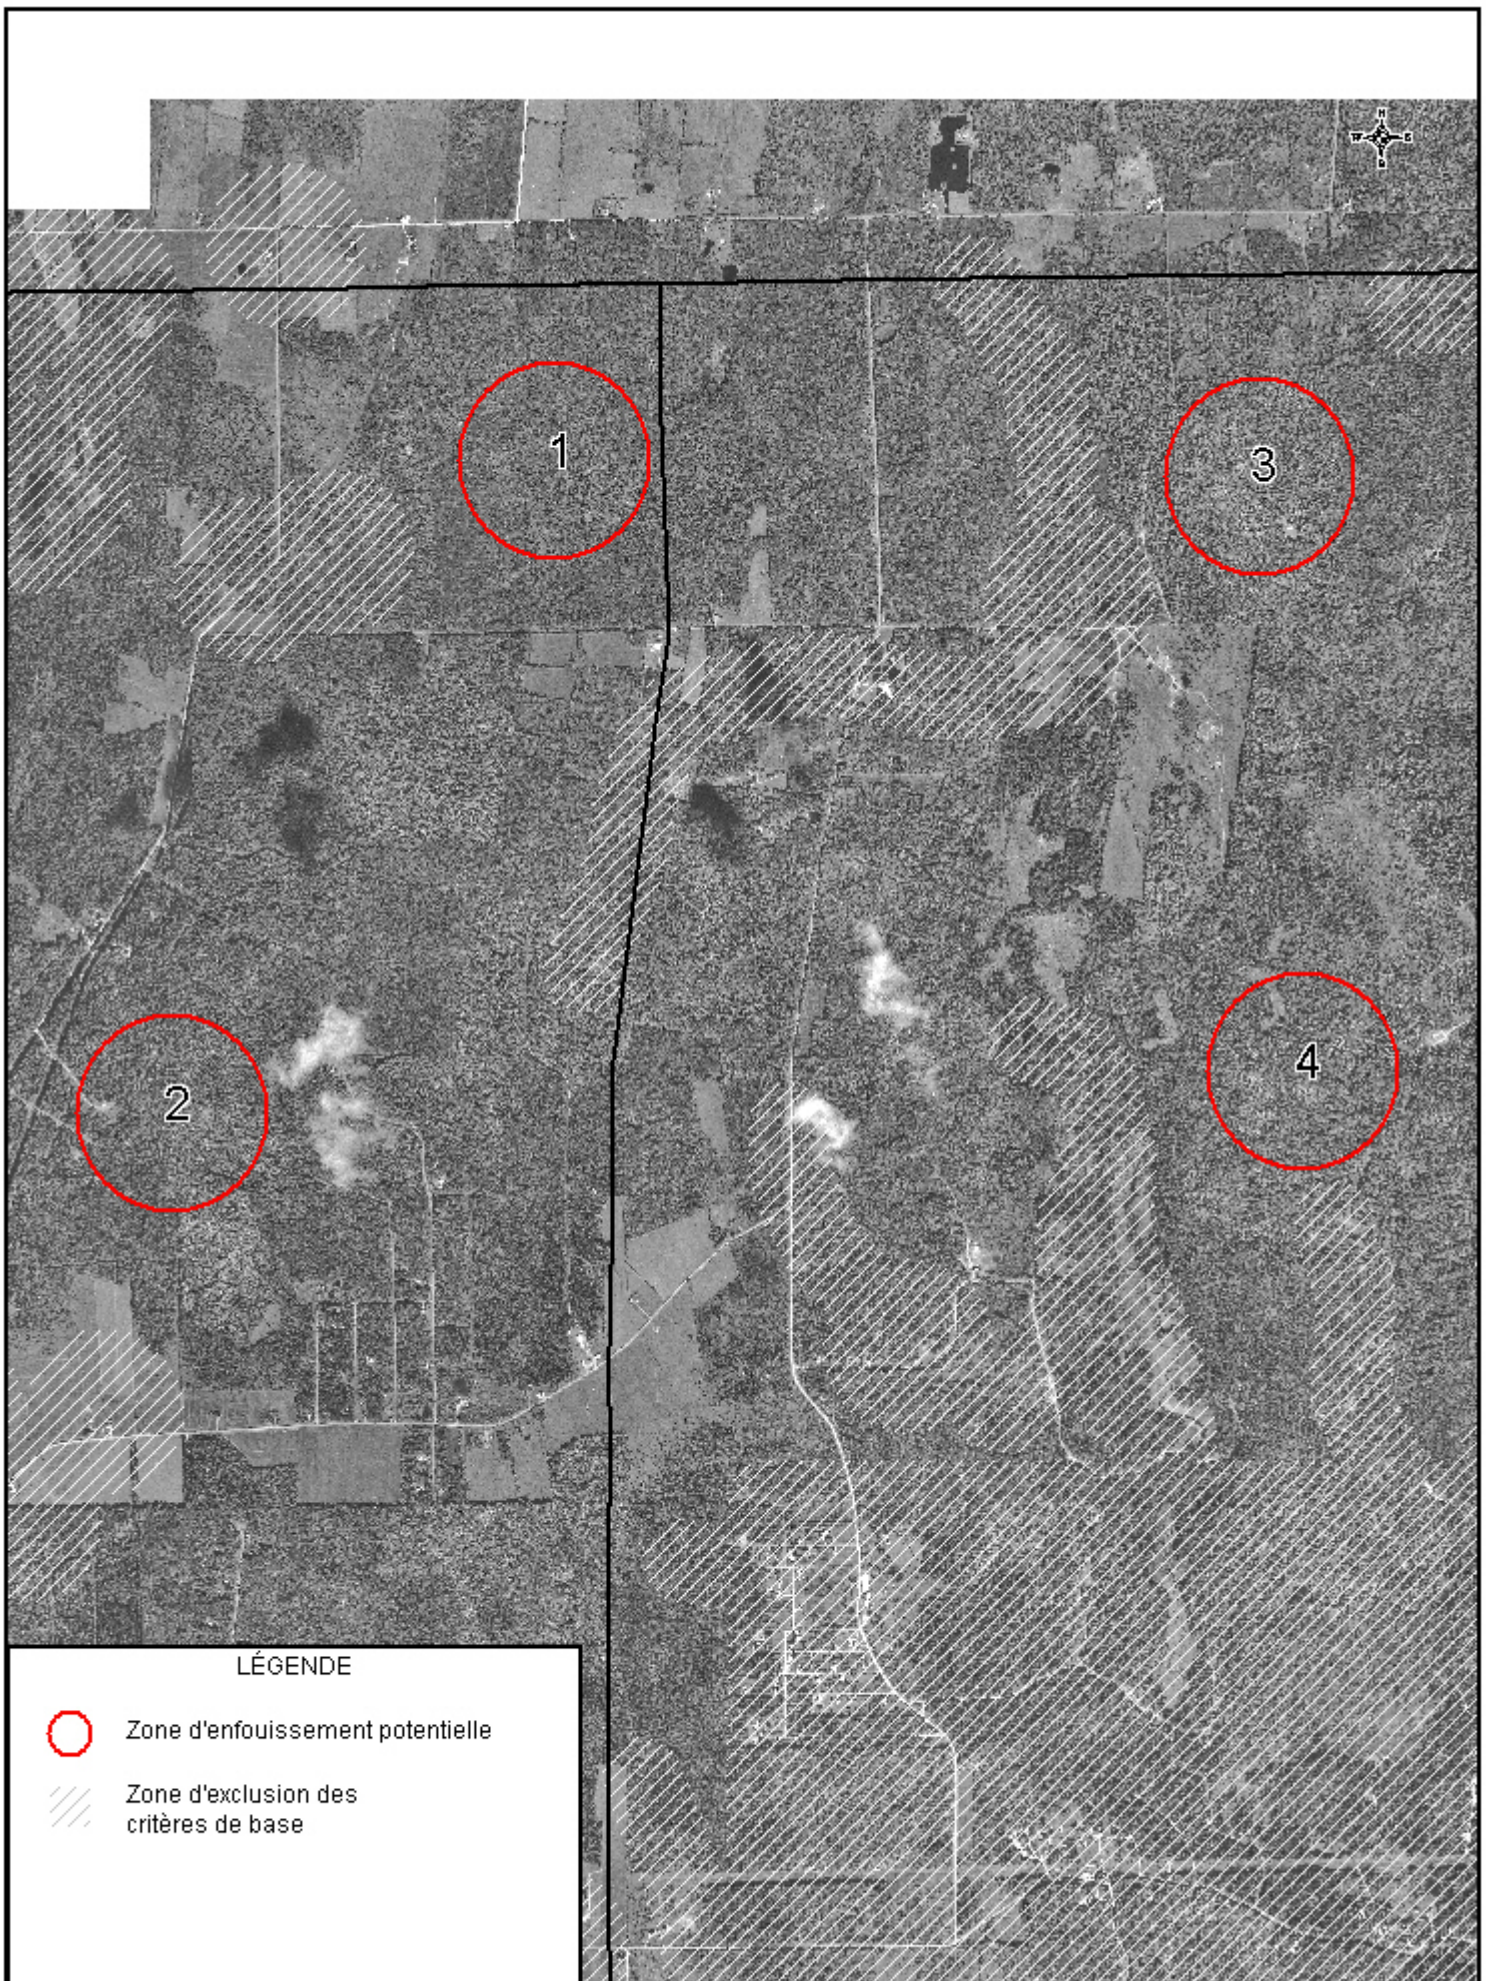 N
W E
S
1
3
4
2
LÉGENDE
Zone d'enfouissement potentielle
Zone d'exclusion des
critères de base